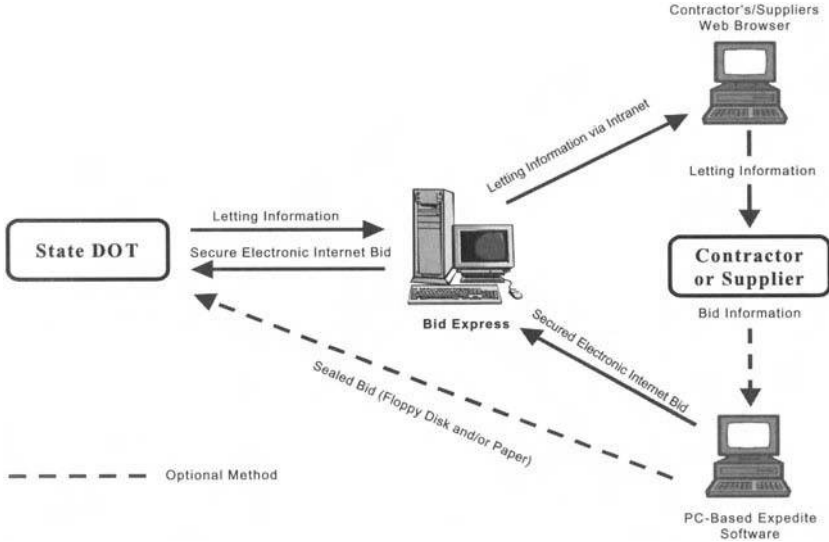 Contractor's/Suppliers
Web Browser
Letting Information via Intranet
Letting Information
Letting Information
State DOT
Secure Electronic Internet Bid
Contractor
or Supplier
Bid Express
Bid Information
Secured Electronic Internet Bid
Sealed Bid (Floppy Disk and/or Paper)
Optional Method
PC-Based Expedite
Software